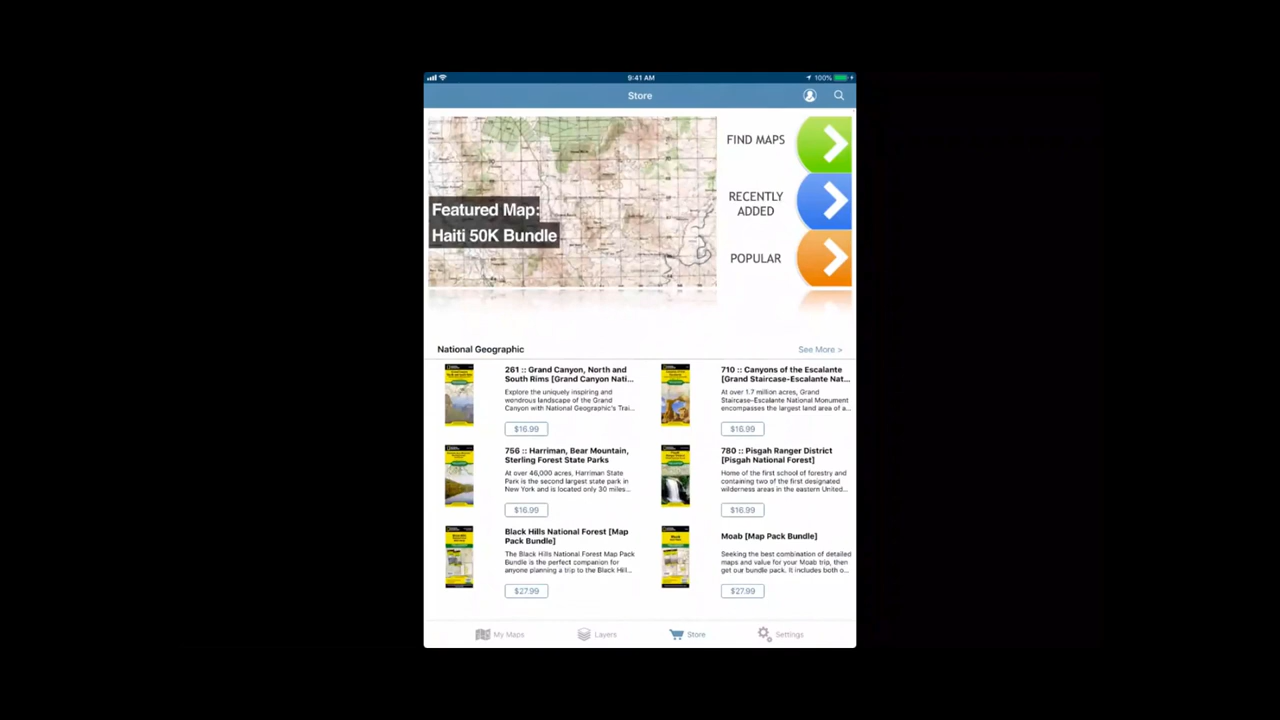 9:41 AM
100%
Store
Featured Map:
Haiti 50K Bundle
FIND MAPS
RECENTLY
ADDED
POPULAR
National Geographic
See More >
261 :: Grand Canyon, North and
South Rims [Grand Canyon Nati...
Explore the uniquely inspiring and
wondrous landscape of the Grand
Canyon with National Geographic's Trai...
$16.99
710 :: Canyons of the Escalante
[Grand Staircase-Escalante Nat...
At over 1.7 million acres, Grand
Staircase-Escalante National Monument
encompasses the largest land area of a...
$16.99
756 :: Harriman, Bear Mountain,
Sterling Forest State Parks
At over 46,000 acres, Harriman State
Park is the second largest state park in
New York and is located only 30 miles...
$16.99
780 :: Pisgah Ranger District
[Pisgah National Forest]
Home of the first school of forestry and
containing two of the first designated
wilderness areas in the eastern United...
$16.99
Black Hills National Forest [Map
Pack Bundle]
The Black Hills National Forest Map Pack
Bundle is the perfect companion for
anyone planning a trip to the Black Hill...
$27.99
Moab [Map Pack Bundle]
Seeking the best combination of detailed
maps and value for your Moab trip, then
get our bundle pack. It includes both o...
$27.99
My Maps
Layers
Store
Settings